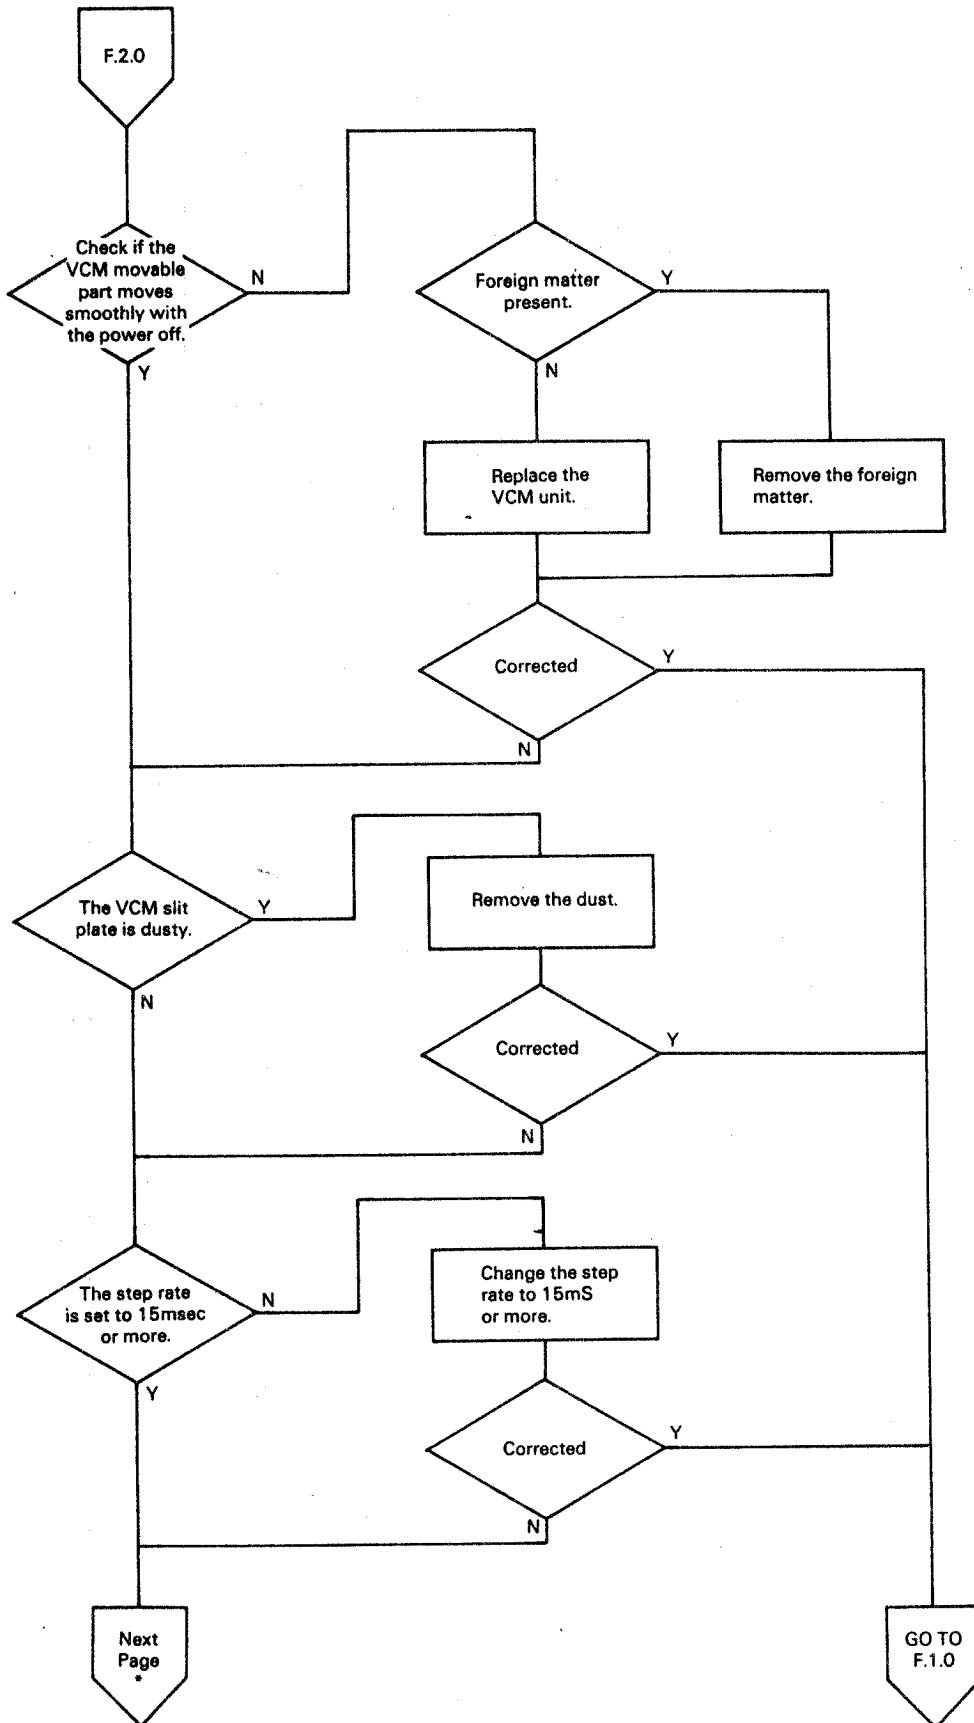 F.2.0
Check if the
VCM movable
part moves
smoothly with
the power off.
N
Y
Foreign matter
present.
Y
N
Replace the
VCM unit.
Remove the foreign
matter.
Corrected
Y
N
The VCM slit
plate is dusty.
Y
N
Remove the dust.
Corrected
Y
N
The step rate
is set to 15msec
or more.
N
Y
Change the step
rate to 15mS
or more.
Corrected
Y
N
Next
Page
*
GO TO
F.1.0